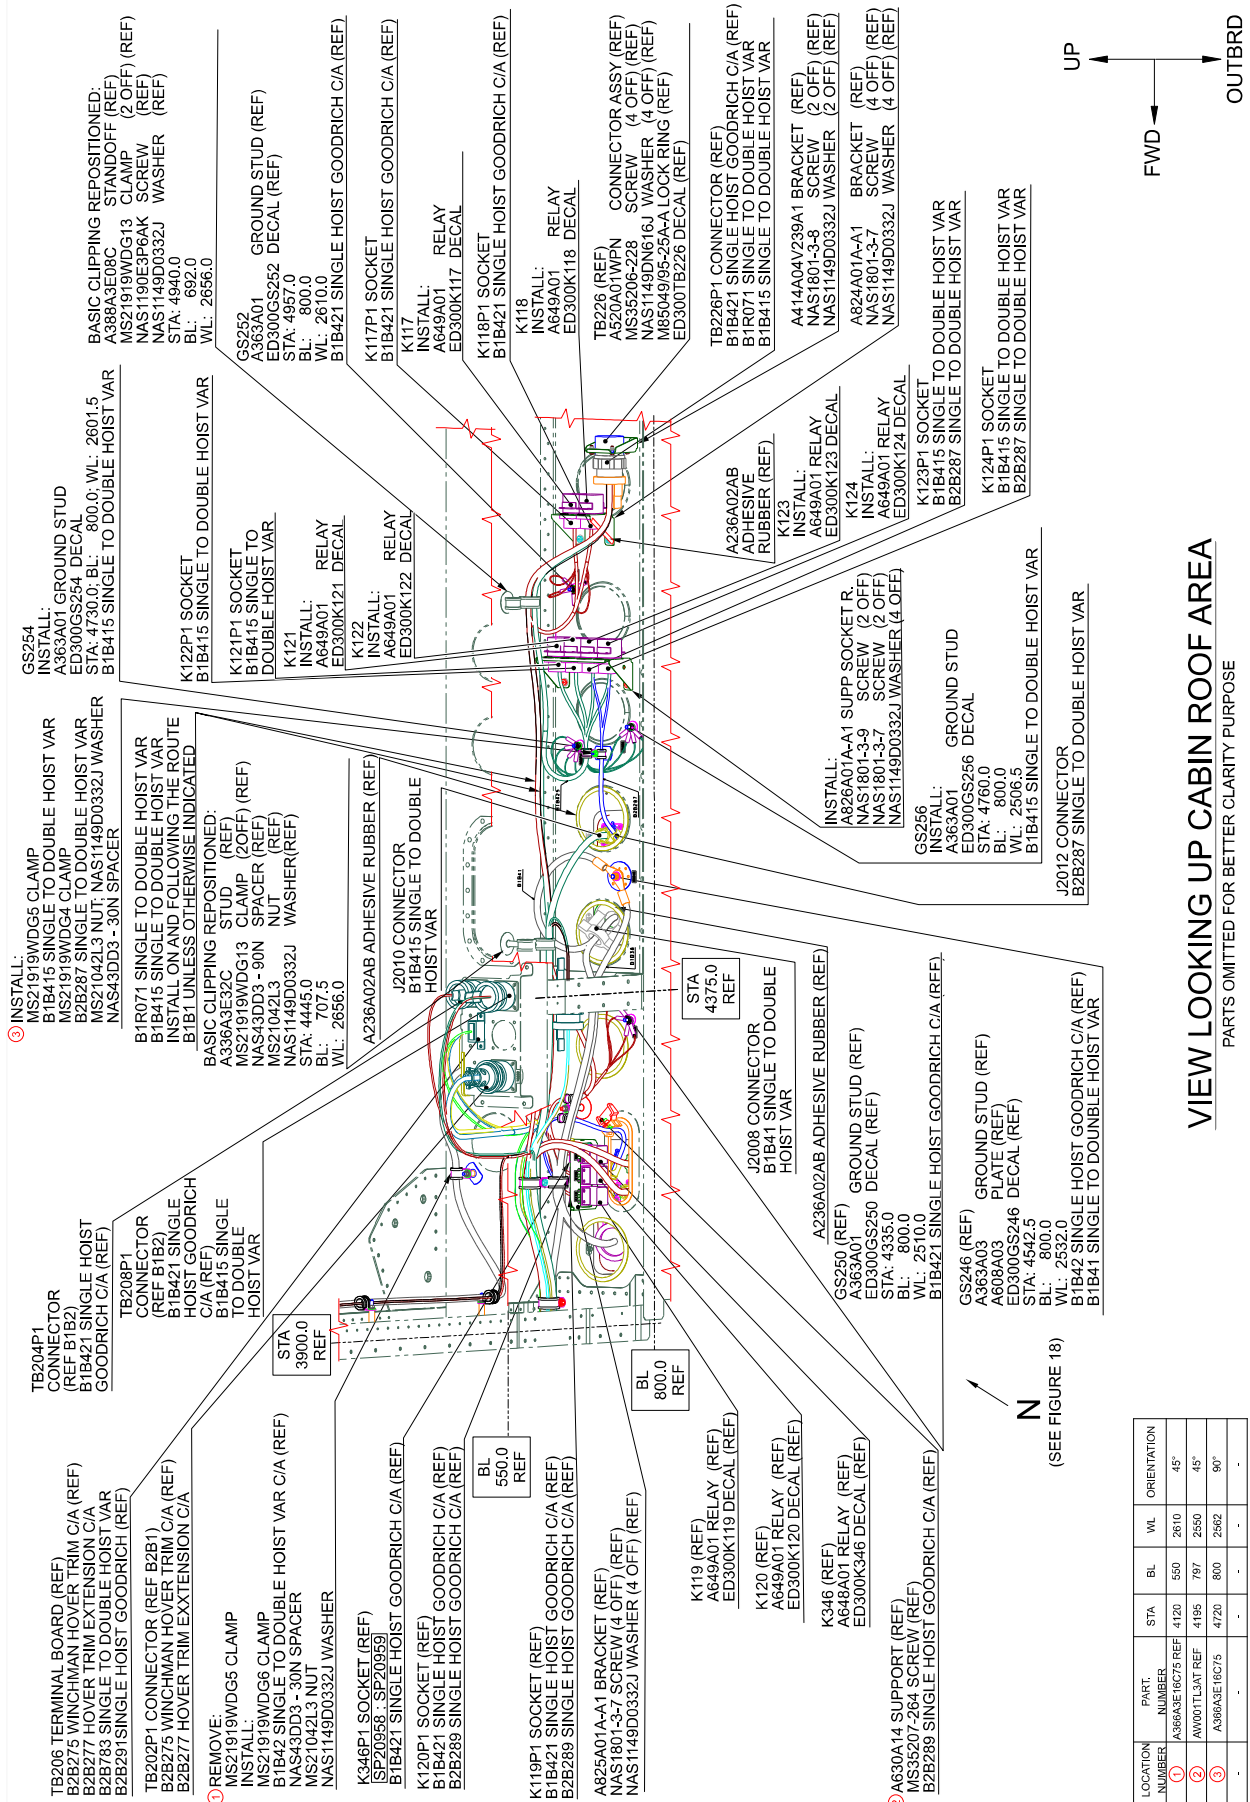 TB206 TERMINAL BOARD (REF)
B2B275 WINCHMAN HOVER TRIM C/A (REF)
B2B277 HOVER TRIM EXTENSION C/A
B2B783 SINGLE TO DOUBLE HOIST VAR
B2B291SINGLE HOIST GOODRICH (REF)
TB202P1 CONNECTOR (REF B2B1)
B2B275 WINCHMAN HOVER TRIM C/A (REF)
B2B277 HOVER TRIM EXXTENSION C/A
REMOVE:
MS21919WDG5 CLAMP
INSTALL:
MS21919WDG6 CLAMP
B1B42 SINGLE TO DOUBLE HOIST VAR C/A (REF)
NAS43DD3 - 30N SPACER
MS21042L3 NUT
NAS1149D0332J WASHER
K346P1 SOCKET (REF)
SP20958 : SP20959
B1B421 SINGLE HOIST GOODRICH C/A (REF)
K120P1 SOCKET (REF)
B1B421 SINGLE HOIST GOODRICH C/A (REF)
B2B289 SINGLE HOIST GOODRICH C/A (REF)
K119P1 SOCKET (REF)
B1B421 SINGLE HOIST GOODRICH C/A (REF)
B2B289 SINGLE HOIST GOODRICH C/A (REF)
A825A01A-A1 BRACKET (REF)
NAS1801-3-7 SCREW (4 OFF) (REF)
NAS1149D0332J WASHER (4 OFF) (REF)
K119 (REF)
A649A01 RELAY (REF)
ED300K119 DECAL (REF)
K120 (REF)
A649A01 RELAY (REF)
ED300K120 DECAL (REF)
K346 (REF)
A648A01 RELAY (REF)
ED300K346 DECAL (REF)
A630A14 SUPPORT (REF)
MS35207-264 SCREW (REF)
B2B289 SINGLE HOIST GOODRICH C/A (REF)
TB204P1
CONNECTOR
(REF B1B2)
B1B421 SINGLE HOIST
GOODRICH C/A (REF)
TB208P1
CONNECTOR
(REF B1B2)
B1B421 SINGLE
HOIST GOODRICH
C/A (REF)
B1B415 SINGLE
TO DOUBLE
HOIST VAR
STA
3900.0
REF
BL
550.0
REF
BL
800.0
REF
STA
4375.0
REF
3 INSTALL:
MS21919WDG5 CLAMP
B1B415 SINGLE TO DOUBLE HOIST VAR
MS21919WDG4 CLAMP
B2B287 SINGLE TO DOUBLE HOIST VAR
MS21042L3 NUT; NAS1149D0332J WASHER
NAS43DD3 - 30N SPACER
B1R071 SINGLE TO DOUBLE HOIST VAR
B1B415 SINGLE TO DOUBLE HOIST VAR
INSTALL ON AND FOLLOWING THE ROUTE
B1B1 UNLESS OTHERWISE INDICATED
BASIC CLIPPING REPOSITIONED:
A336A3E32C STUD (REF)
MS21919WDG13 CLAMP (2OFF) (REF)
NAS43DD3 - 90N SPACER (REF)
MS21042L3 NUT (REF)
NAS1149D0332J WASHER(REF)
STA: 4445.0
BL: 707.5
WL: 2656.0
A236A02AB ADHESIVE RUBBER (REF)
J2010 CONNECTOR
B1B415 SINGLE TO DOUBLE
HOIST VAR
GS254
INSTALL:
A363A01 GROUND STUD
ED300GS254 DECAL
STA: 4730.0; BL: 800.0; WL: 2601.5
B1B415 SINGLE TO DOUBLE HOIST VAR
K122P1 SOCKET
B1B415 SINGLE TO DOUBLE HOIST VAR
K121P1 SOCKET
B1B415 SINGLE TO
DOUBLE HOIST VAR
K121
INSTALL:
A649A01 RELAY
ED300K121 DECAL
K122
INSTALL:
A649A01 RELAY
ED300K122 DECAL
BASIC CLIPPING REPOSITIONED:
A388A3E08C STANDOFF (REF)
MS21919WDG13 CLAMP (2 OFF) (REF)
NAS1190E3P6AK SCREW (REF)
NAS1149D0332J WASHER (REF)
STA: 4940.0
BL: 692.0
WL: 2656.0
GS252
A363A01 GROUND STUD (REF)
ED300GS252 DECAL (REF)
STA: 4957.0
BL: 800.0
WL: 2610.0
B1B421 SINGLE HOIST GOODRICH C/A (REF)
K117P1 SOCKET
B1B421 SINGLE HOIST GOODRICH C/A (REF)
K117
INSTALL:
A649A01 RELAY
ED300K117 DECAL
K118P1 SOCKET
B1B421 SINGLE HOIST GOODRICH C/A (REF)
K118
INSTALL:
A649A01 RELAY
ED300K118 DECAL
TB226 (REF)
A520A01WPN CONNECTOR ASSY (REF)
MS35206-228 SCREW (4 OFF) (REF)
NAS1149DN616J WASHER (4 OFF) (REF)
M85049/95-25A-A LOCK RING (REF)
ED300TB226 DECAL (REF)
TB226P1 CONNECTOR (REF)
B1B421 SINGLE HOIST GOODRICH C/A (REF)
B1R071 SINGLE TO DOUBLE HOIST VAR
B1B415 SINGLE TO DOUBLE HOIST VAR
A414A04V239A1 BRACKET (REF)
NAS1801-3-8 SCREW (2 OFF) (REF)
NAS1149D0332J WASHER (2 OFF) (REF)
A824A01A-A1 BRACKET (REF)
NAS1801-3-7 SCREW (4 OFF) (REF)
NAS1149D0332J WASHER (4 OFF) (REF)
A236A02AB
ADHESIVE
RUBBER (REF)
K123
INSTALL:
A649A01 RELAY
ED300K123 DECAL
K124
INSTALL:
A649A01 RELAY
ED300K124 DECAL
K123P1 SOCKET
B1B415 SINGLE TO DOUBLE HOIST VAR
B2B287 SINGLE TO DOUBLE HOIST VAR
K124P1 SOCKET
B1B415 SINGLE TO DOUBLE HOIST VAR
B2B287 SINGLE TO DOUBLE HOIST VAR
INSTALL:
A826A01A-A1 SUPP SOCKET R.
NAS1801-3-9 SCREW (2 OFF)
NAS1801-3-7 SCREW (2 OFF)
NAS1149D0332J WASHER (4 OFF)
GS256
INSTALL:
A363A01 GROUND STUD
ED300GS256 DECAL
STA: 4760.0
BL: 800.0
WL: 2506.5
B1B415 SINGLE TO DOUBLE HOIST VAR
J2012 CONNECTOR
B2B287 SINGLE TO DOUBLE HOIST VAR
J2008 CONNECTOR
B1B41 SINGLE TO DOUBLE
HOIST VAR
A236A02AB ADHESIVE RUBBER (REF)
GS250 (REF)
A363A01 GROUND STUD (REF)
ED300GS250 DECAL (REF)
STA: 4335.0
BL: 800.0
WL: 2510.0
B1B421 SINGLE HOIST GOODRICH C/A (REF)
GS246 (REF)
A363A03 GROUND STUD (REF)
A608A03 PLATE (REF)
ED300GS246 DECAL (REF)
STA: 4542.5
BL: 800.0
WL: 2532.0
B1B42 SINGLE HOIST GOODRICH C/A (REF)
B1B41 SINGLE TO DOUNBLE HOIST VAR
N
(SEE FIGURE 18)
UP
FWD
OUTBRD
VIEW LOOKING UP CABIN ROOF AREA
PARTS OMITTED FOR BETTER CLARITY PURPOSE
LOCATION NUMBER PART. NUMBER STA BL WL ORIENTATION
1 A366A3E16C75 REF 4120 550 2610 45°
2 AW001TL3AT REF 4195 797 2550 45°
3 A366A3E16C75 4720 800 2562 90°
- - - - - -